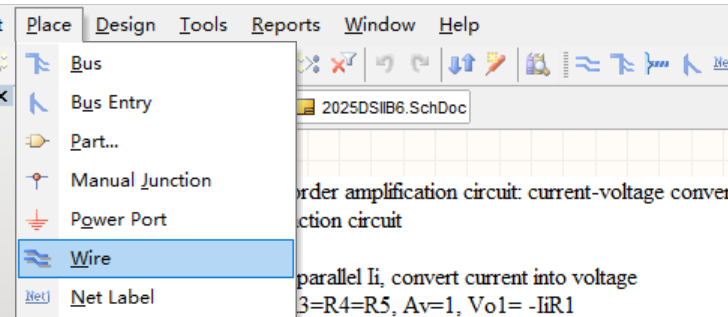 Place Design Tools Reports Window Help
Bus
Bus Entry
2025DSIIB6.SchDoc
Part...
Manual Junction
order amplification circuit: current-voltage conver
Power Port
ction circuit
Wire
parallel Ii, convert current into voltage
Net Label
3=R4=R5, Av=1, Vo1= -IiR1
Net1